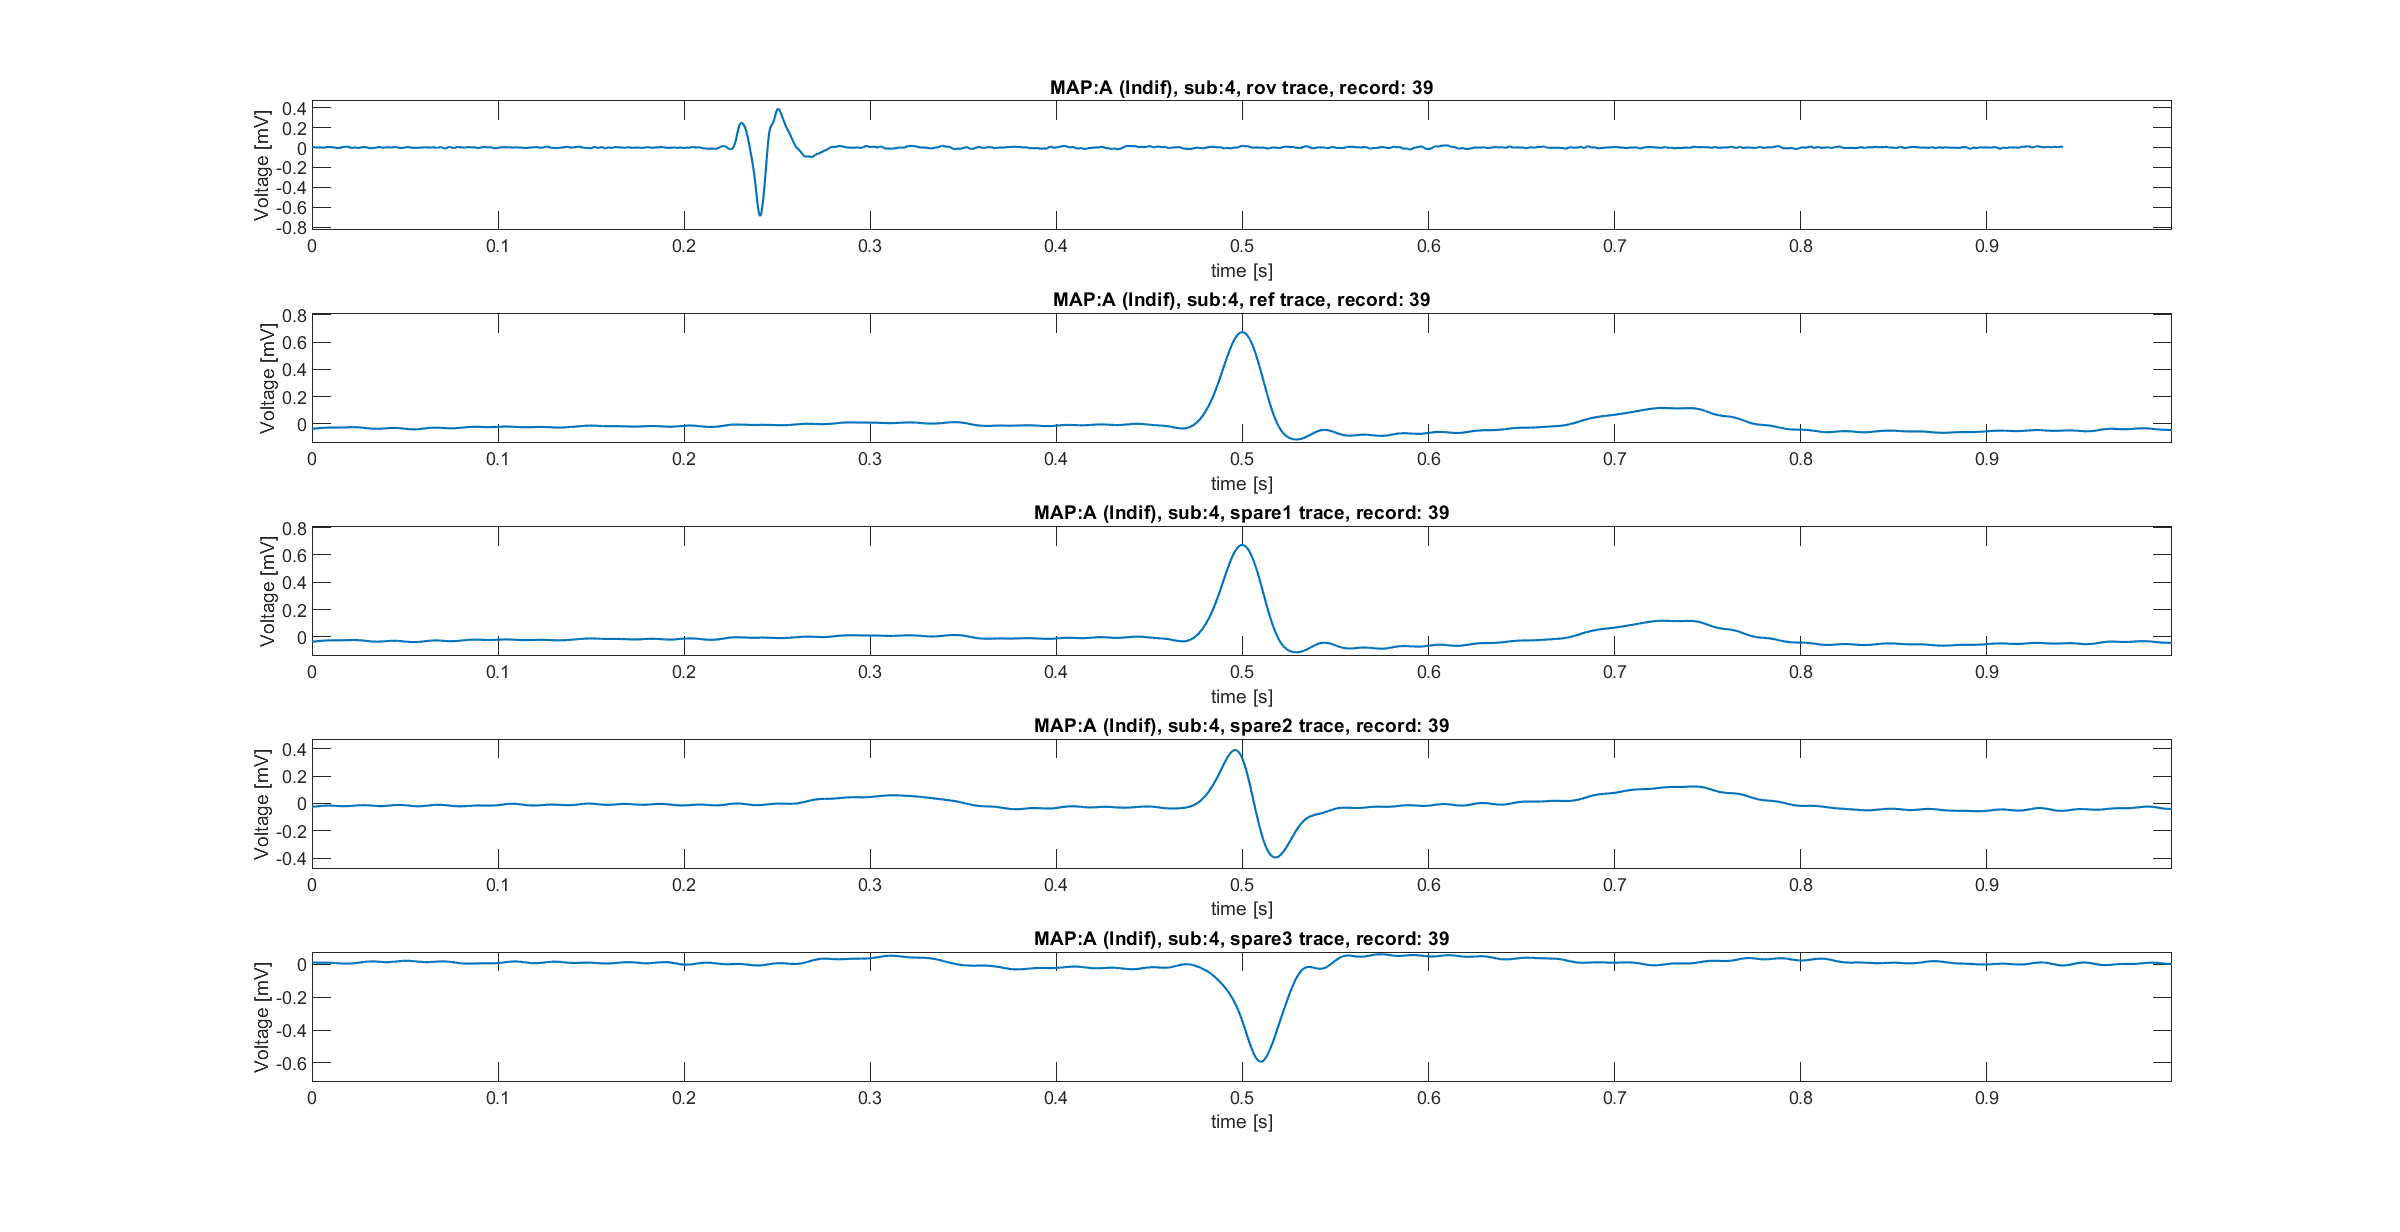 MAP:A (Indif), sub:4, rov trace, record: 39
Voltage [mV]
0.4
0.2
0
-0.2
-0.4
-0.6
-0.8
0 0.1 0.2 0.3 0.4 0.5 0.6 0.7 0.8 0.9
time [s]
MAP:A (Indif), sub:4, ref trace, record: 39
Voltage [mV]
0.8
0.6
0.4
0.2
0
0 0.1 0.2 0.3 0.4 0.5 0.6 0.7 0.8 0.9
time [s]
MAP:A (Indif), sub:4, spare1 trace, record: 39
Voltage [mV]
0.8
0.6
0.4
0.2
0
0 0.1 0.2 0.3 0.4 0.5 0.6 0.7 0.8 0.9
time [s]
MAP:A (Indif), sub:4, spare2 trace, record: 39
Voltage [mV]
0.4
0.2
0
-0.2
-0.4
0 0.1 0.2 0.3 0.4 0.5 0.6 0.7 0.8 0.9
time [s]
MAP:A (Indif), sub:4, spare3 trace, record: 39
Voltage [mV]
0
-0.2
-0.4
-0.6
0 0.1 0.2 0.3 0.4 0.5 0.6 0.7 0.8 0.9
time [s]